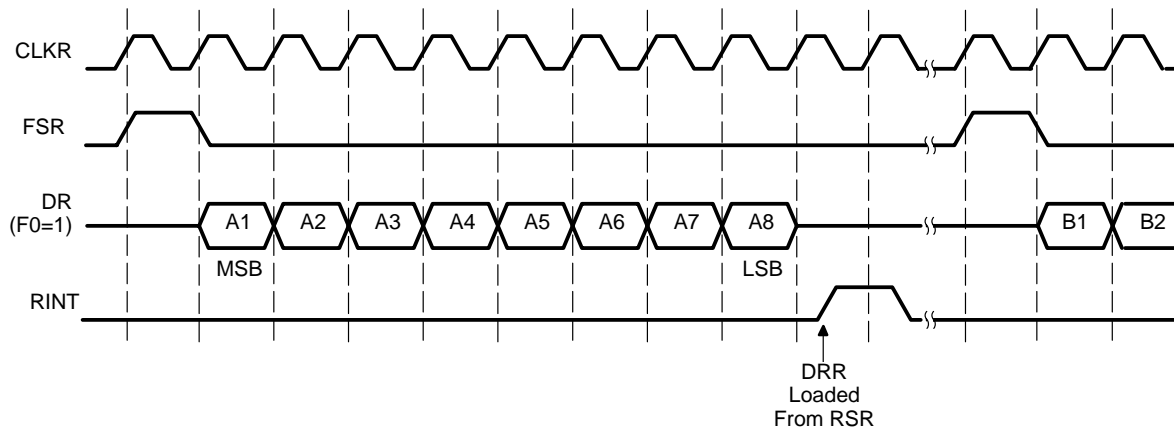 CLKR
FSR
DR
(F0=1)
A1 A2 A3 A4 A5 A6 A7 A8 B1 B2
MSB LSB
RINT
DRR
Loaded
From RSR